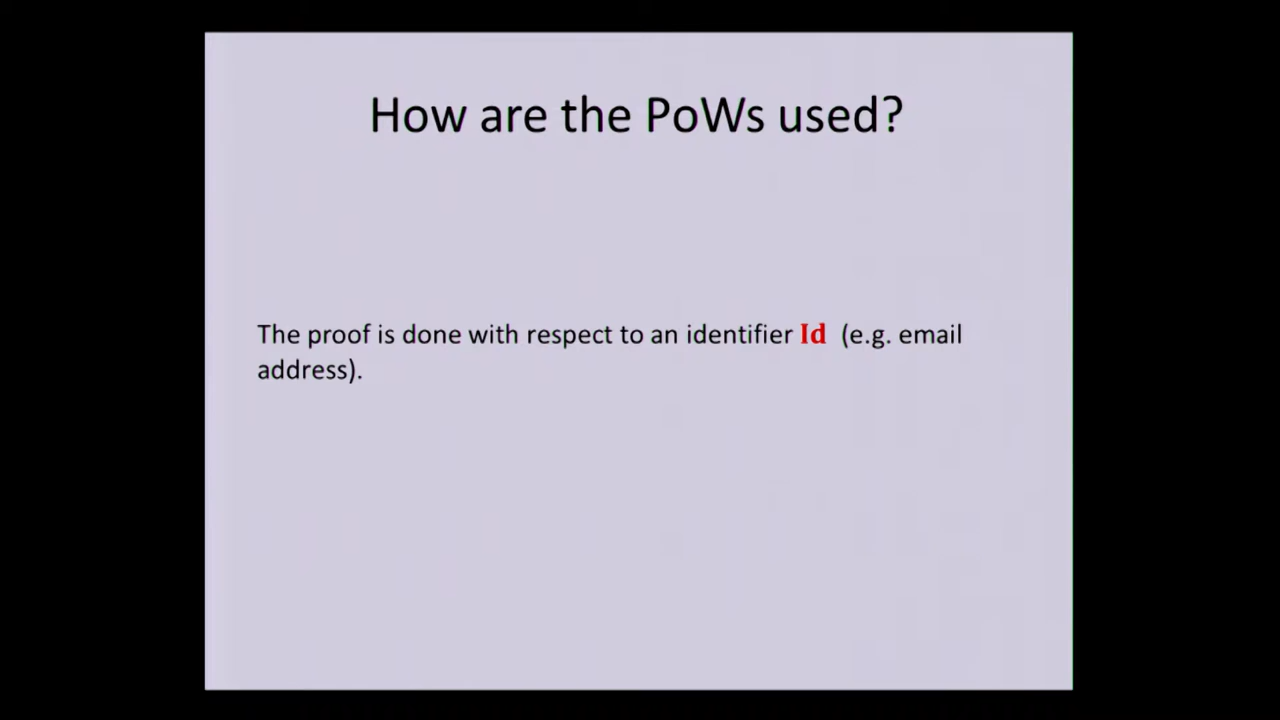 How are the PoWs used?
The proof is done with respect to an identifier Id (e.g. email
address).